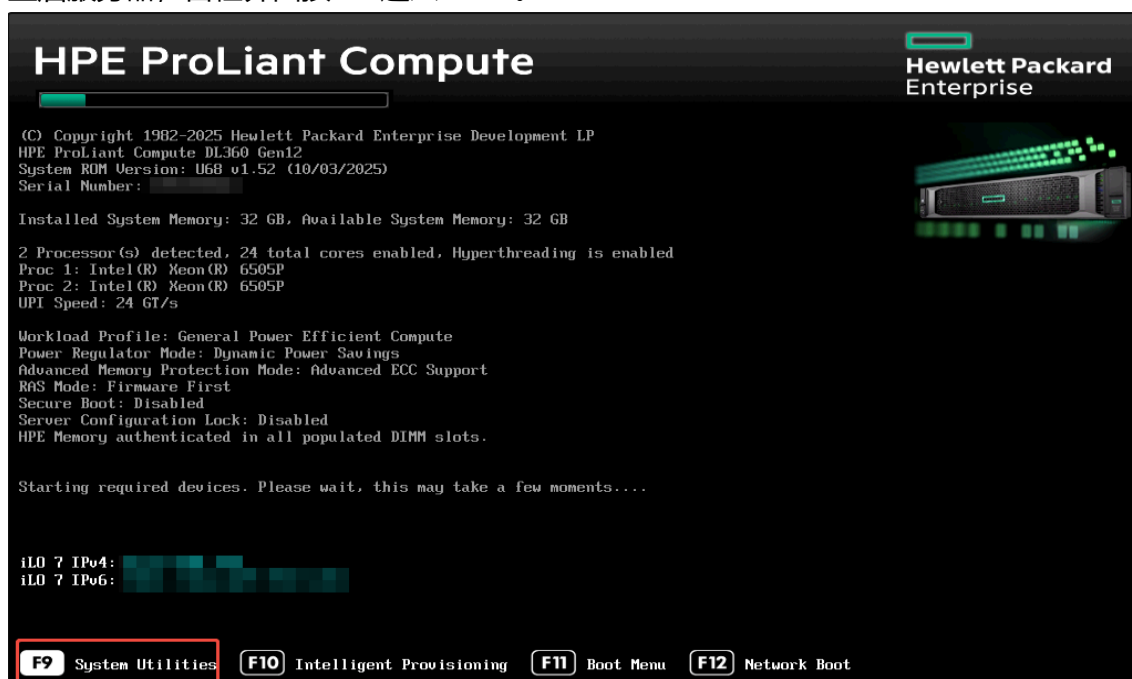 HPE ProLiant Compute
Hewlett Packard
Enterprise
(C) Copyright 1982-2025 Hewlett Packard Enterprise Development LP
HPE ProLiant Compute DL360 Gen12
System ROM Version: U68 v1.52 (10/03/2025)
Serial Number:
Installed System Memory: 32 GB, Available System Memory: 32 GB
2 Processor(s) detected, 24 total cores enabled, Hyperthreading is enabled
Proc 1: Intel(R) Xeon(R) 6505P
Proc 2: Intel(R) Xeon(R) 6505P
UPI Speed: 24 GT/s
Workload Profile: General Power Efficient Compute
Power Regulator Mode: Dynamic Power Savings
Advanced Memory Protection Mode: Advanced ECC Support
RAS Mode: Firmware First
Secure Boot: Disabled
Server Configuration Lock: Disabled
HPE Memory authenticated in all populated DIMM slots.
Starting required devices. Please wait, this may take a few moments....
iLO 7 IPv4:
iLO 7 IPv6:
F9 System Utilities F10 Intelligent Provisioning F11 Boot Menu F12 Network Boot